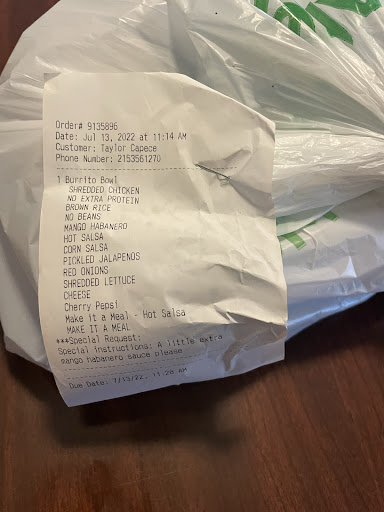 Order# 9135896
Date: Jul 13, 2022 at 11:14 AM
Customer: Taylor Capece
Phone Number: 2153561270
1 Burrito Bowl
SHREDDED CHICKEN
NO EXTRA PROTEIN
BROWN RICE
NO BEANS
MANGO HABANERO
HOT SALSA
CORN SALSA
PICKLED JALAPENOS
RED ONIONS
SHREDDED LETTUCE
CHEESE
Cherry Pepsi
Make it a Meal - Hot Salsa
MAKE IT A MEAL
***Special Request:
Special instructions: A little extra
mango habanero sauce please
Due Date: 7/13/22, 11:26 AM